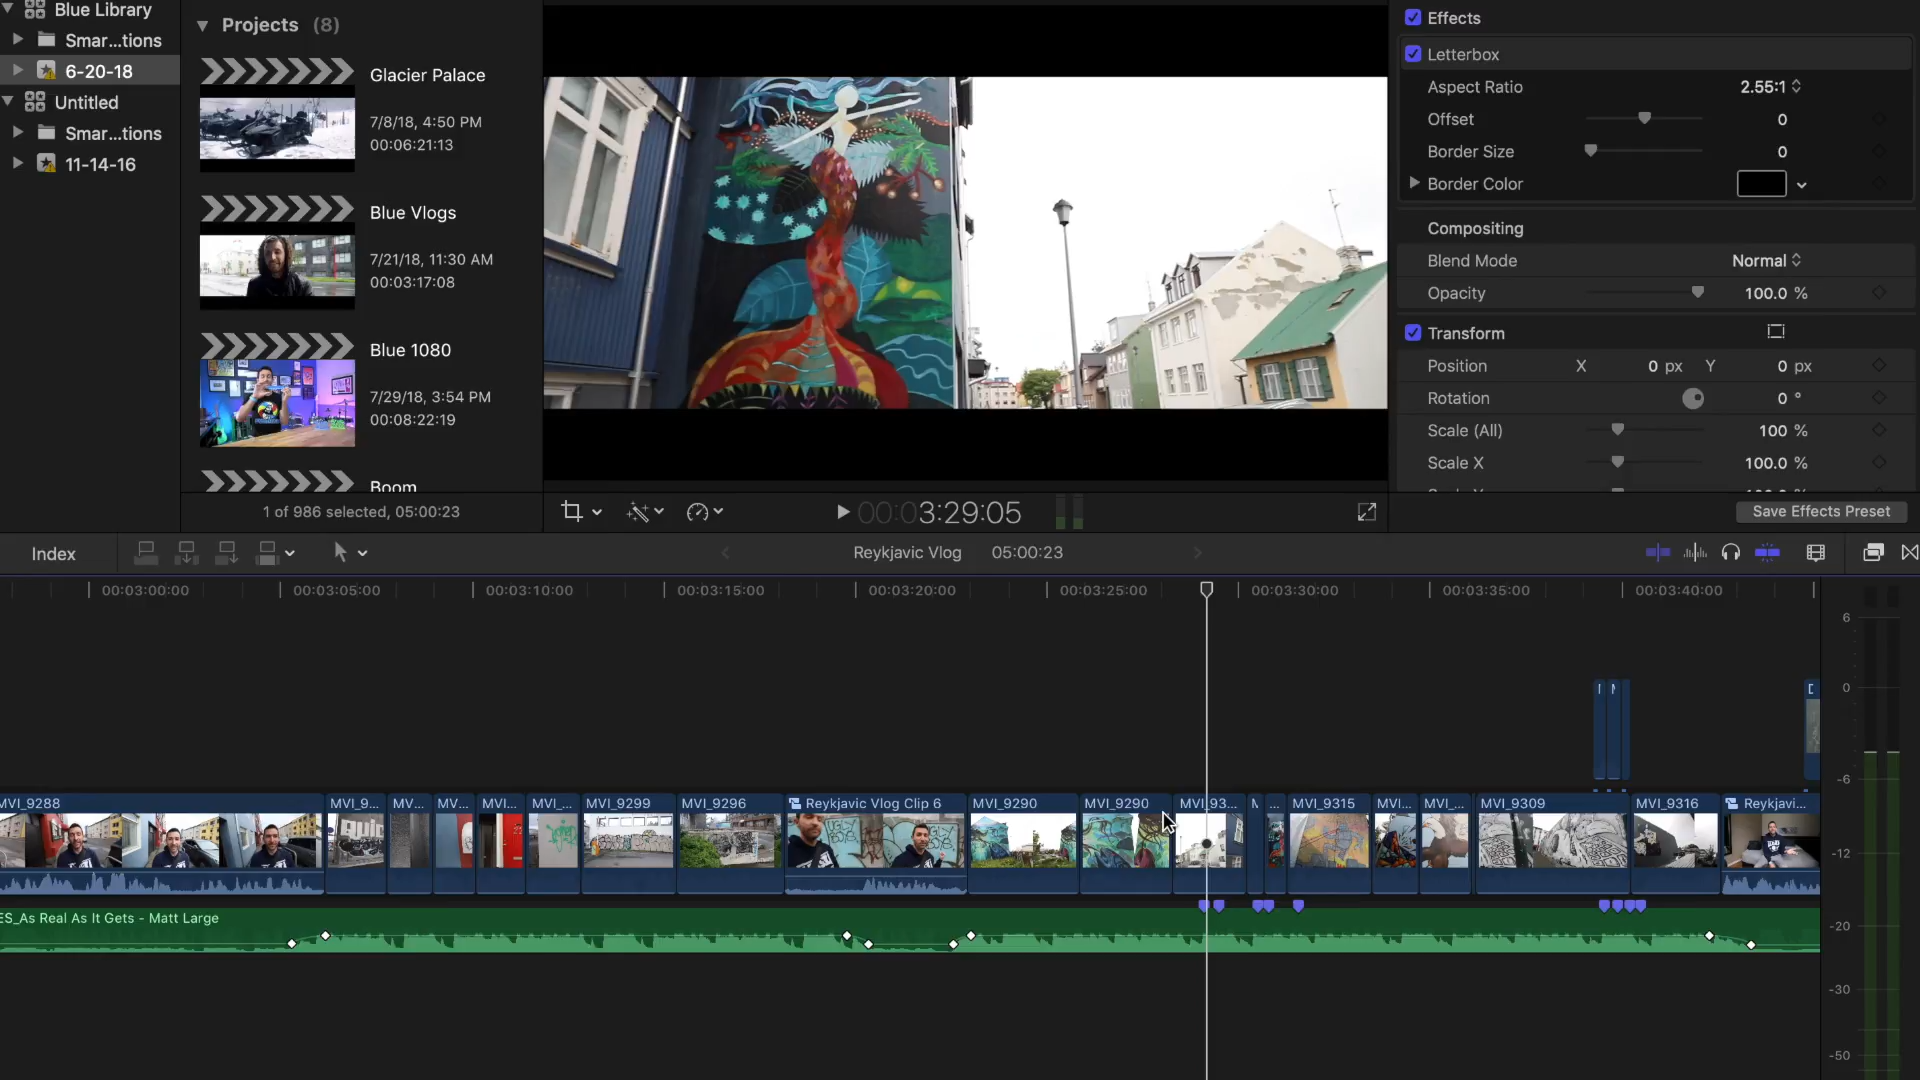 Blue Library
Smar...tions
6-20-18
Untitled
Smar...tions
11-14-16
Projects (8)
Glacier Palace
7/8/18, 4:50 PM
00:06:21:13
Blue Vlogs
7/21/18, 11:30 AM
00:03:17:08
Blue 1080
7/29/18, 3:54 PM
00:08:22:19
Boom
1 of 986 selected, 05:00:23
00:03:29:05
Effects
Letterbox
Aspect Ratio 2.55:1
Offset 0
Border Size 0
Border Color
Compositing
Blend Mode Normal
Opacity 100.0 %
Transform
Position X 0 px Y 0 px
Rotation 0 °
Scale (All) 100 %
Scale X 100.0 %
Save Effects Preset
Index
Reykjavic Vlog 05:00:23
00:03:00:00 00:03:05:00 00:03:10:00 00:03:15:00 00:03:20:00 00:03:25:00 00:03:30:00 00:03:35:00 00:03:40:00
MVI_9288 MVI_9... MV... MV... MVI... MVI_... MVI_9299 MVI_9296 Reykjavic Vlog Clip 6 MVI_9290 MVI_9290 MVI_93... ... MVI_9315 MVI... MVI_... MVI_9309 MVI_9316 Reykjavi...
ES_As Real As It Gets - Matt Large
6
0
-6
-12
-20
-30
-50